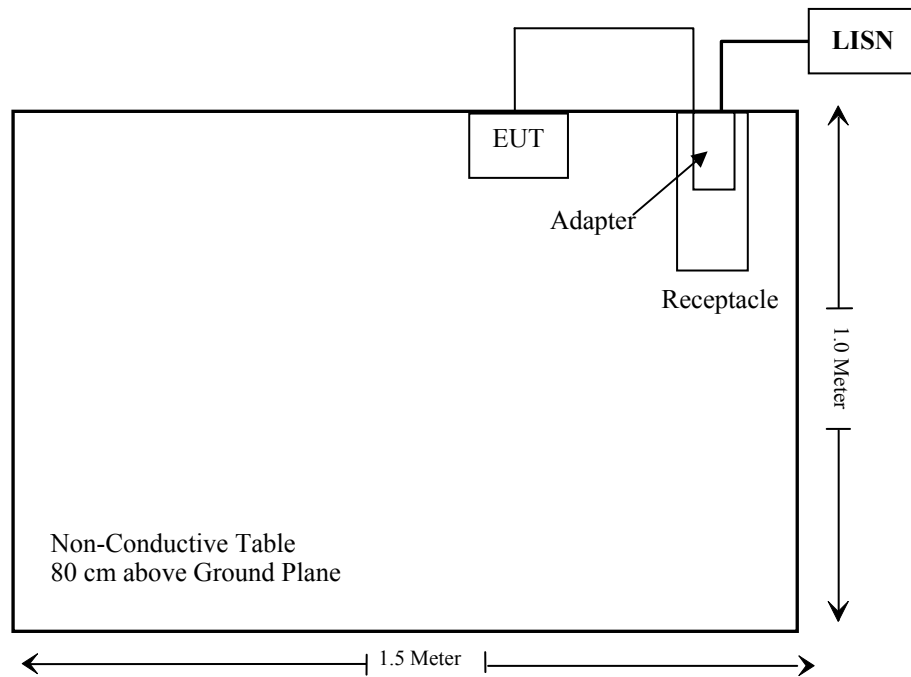 LISN
EUT
Adapter
Receptacle
1.0 Meter
Non-Conductive Table
80 cm above Ground Plane
1.5 Meter